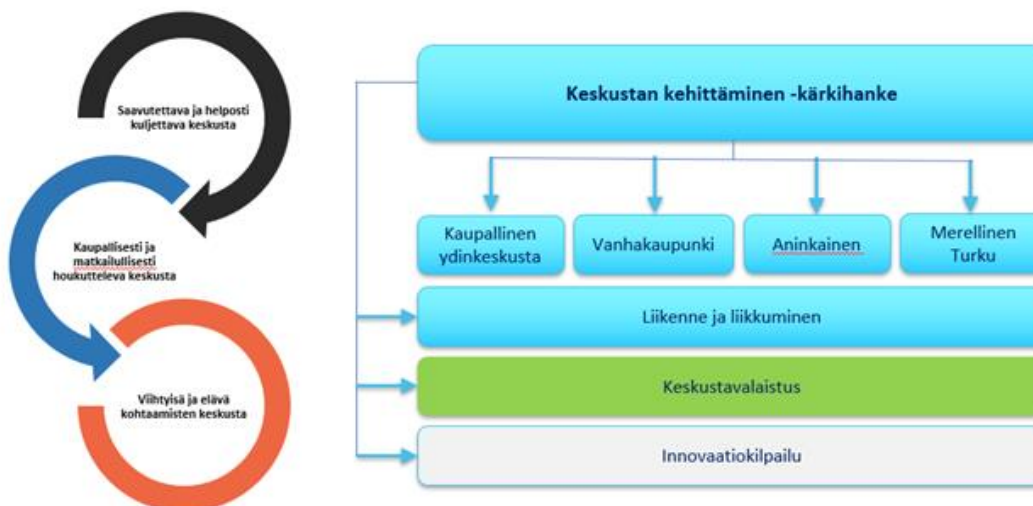 Saavutettava ja helposti
kuljettava keskusta
Kaupallisesti ja
matkailullisesti
houkutteleva keskusta
Viihtyisä ja elävä
kohtaamisten keskusta
Keskustan kehittäminen -kärkihanke
Kaupallinen
ydinkeskusta
Vanhakaupunki
Aninkainen
Merellinen
Turku
Liikenne ja liikkuminen
Keskustavalaistus
Innovaatiokilpailu